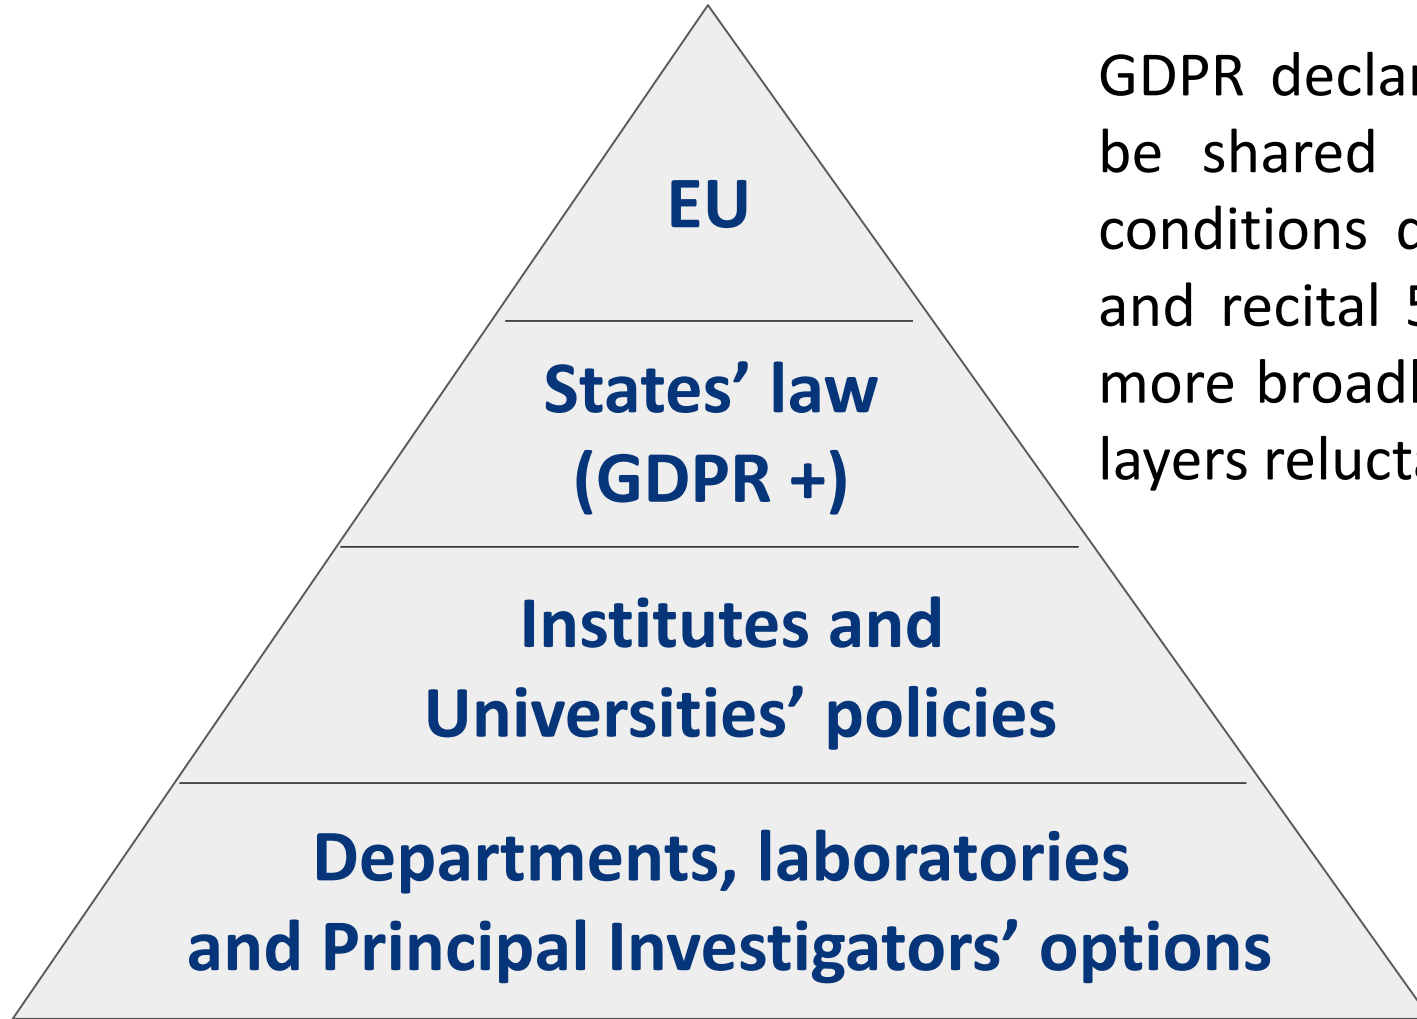 EU
States’ law
(GDPR +)
Institutes and
Universities’ policies
Departments, laboratories
and Principal Investigators’ options
GDPR
be shared
conditions
and recital
more
layers